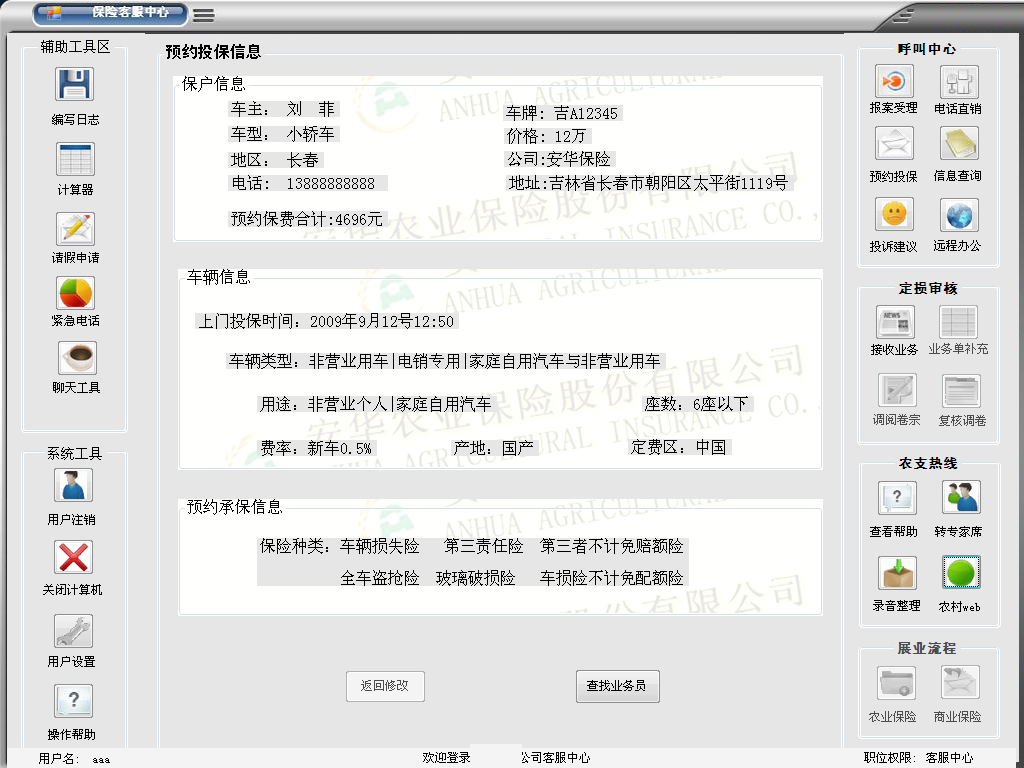 保险客服中心
辅助工具区
编写日志
计算器
请假申请
紧急电话
聊天工具
系统工具
用户注销
关闭计算机
用户设置
操作帮助
预约投保信息
保户信息
车主： 刘 菲
车牌: 吉A12345
车型： 小轿车
价格: 12万
地区： 长春
公司:安华保险
电话: 13888888888
地址:吉林省长春市朝阳区太平街1119号
预约保费合计:4696元
安华农业保险股份有限公司
ANHUA AGRICULTURAL INSURANCE CO.,
车辆信息
上门投保时间: 2009年9月12号12:50
车辆类型: 非营业用车|电销专用|家庭自用汽车与非营业用车
用途: 非营业个人|家庭自用汽车
座数: 6座以下
费率: 新车0.5%
产地: 国产
定费区: 中国
预约承保信息
保险种类: 车辆损失险 第三责任险 第三者不计免赔额险
全车盗抢险 玻璃破损险 车损险不计免配额险
返回修改
查找业务员
呼叫中心
报案受理
电话直销
预约投保
信息查询
投诉建议
远程办公
定损审核
NEWS
接收业务
业务单补充
调阅卷宗
复核调卷
农支热线
查看帮助
转专家席
录音整理
农村web
展业流程
农业保险
商业保险
用户名: aaa
欢迎登录
公司客服中心
职位权限: 客服中心